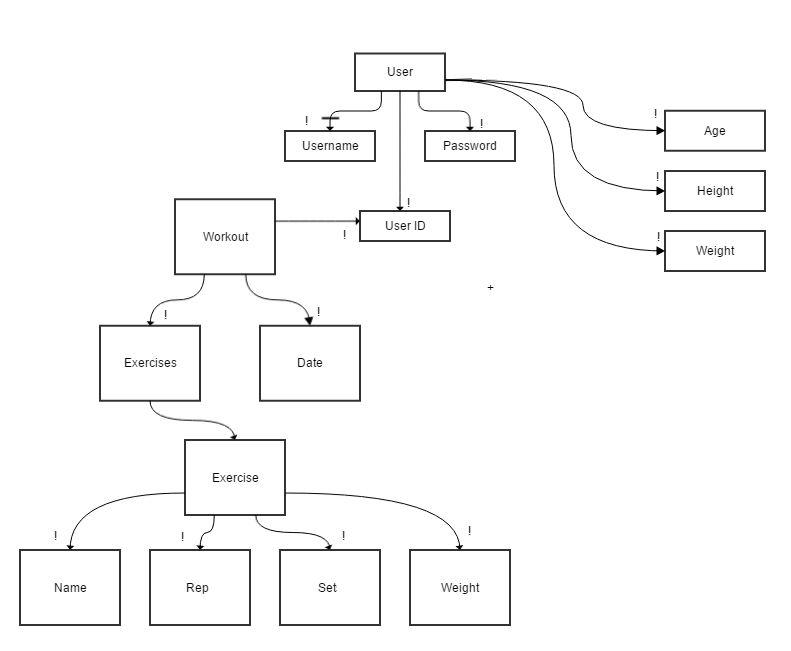 User
!
Age
!
Username
!
Password
!
Height
!
User ID
!
Workout
!
Weight
!
+
!
Exercises
!
Date
Exercise
!
Name
!
Rep
!
Set
!
Weight